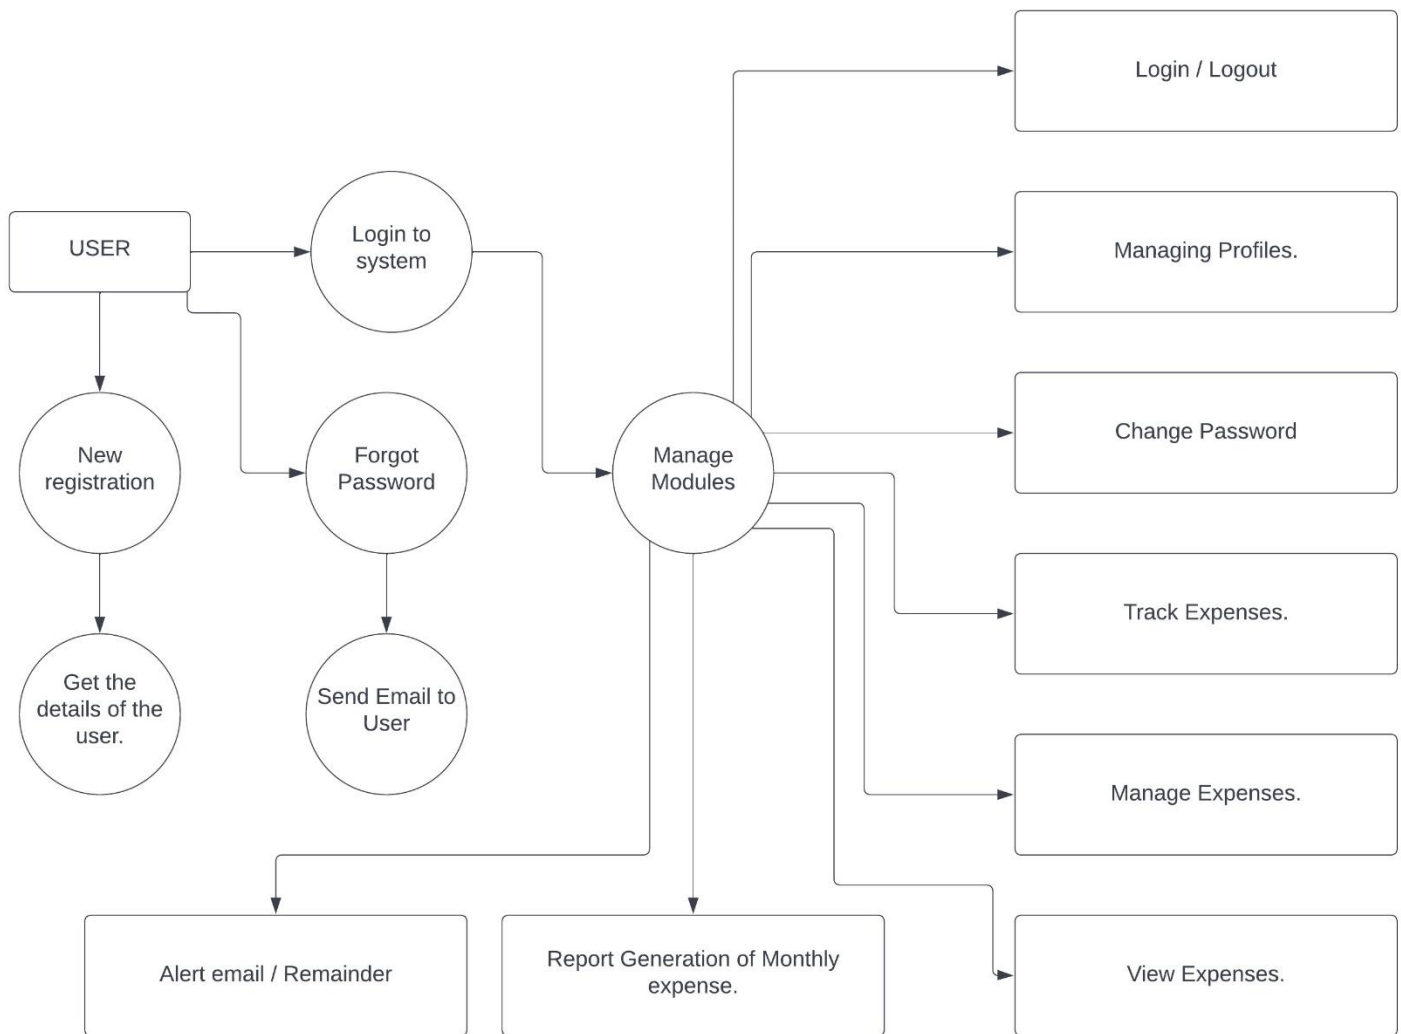 Login / Logout
USER
Login to
system
Managing Profiles.
Change Password
New
registration
Forgot
Password
Manage
Modules
Track Expenses.
Get the
details of the
user.
Send Email to
User
Manage Expenses.
Alert email / Remainder
Report Generation of Monthly
expense.
View Expenses.